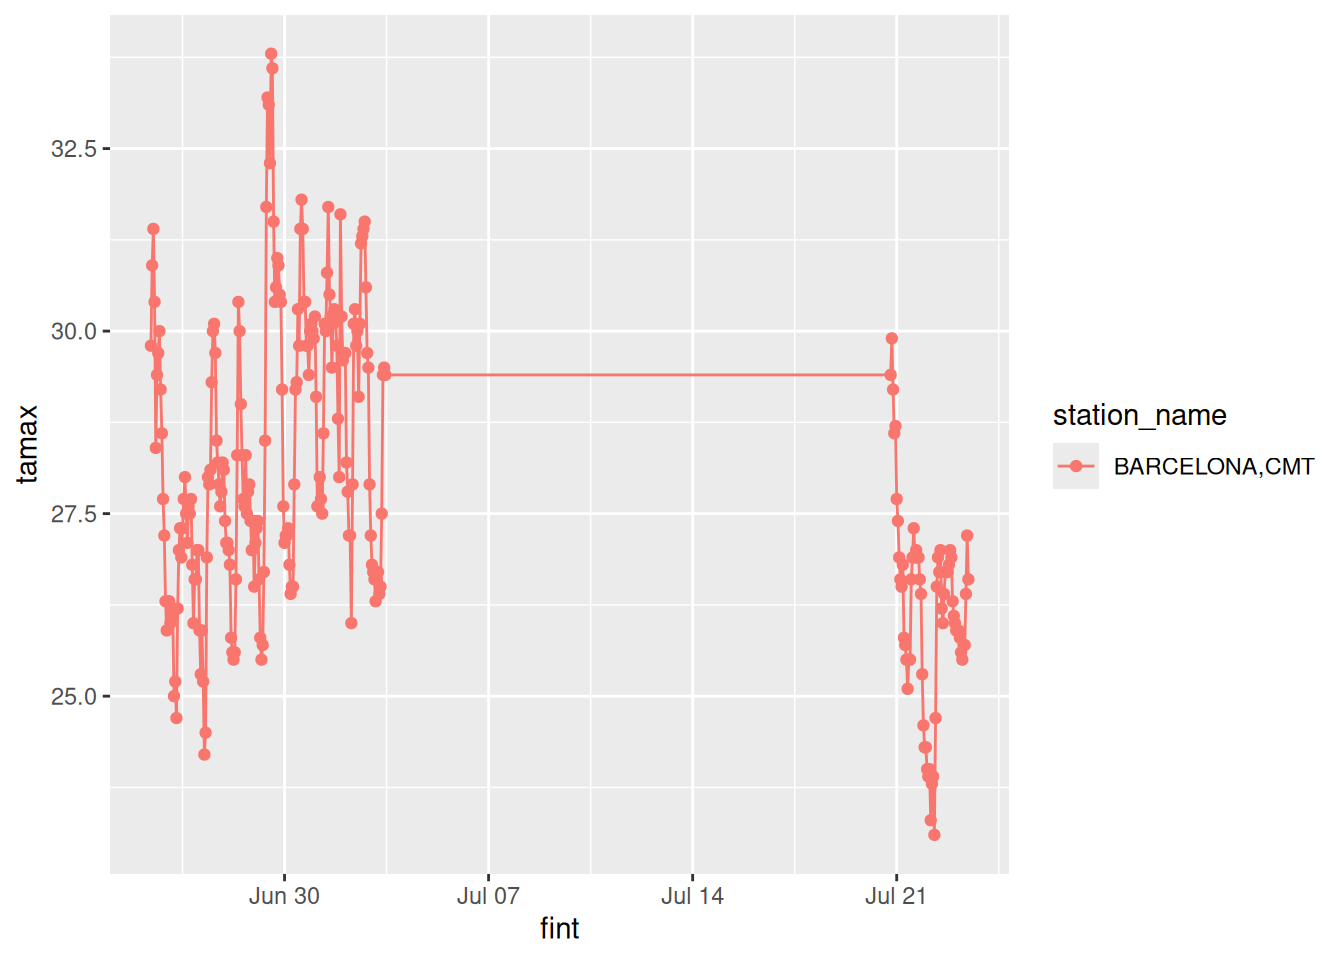 32.5
30.0
27.5
25.0
tamax
Jun 30
Jul 07
Jul 14
Jul 21
fint
station_name
BARCELONA,CMT